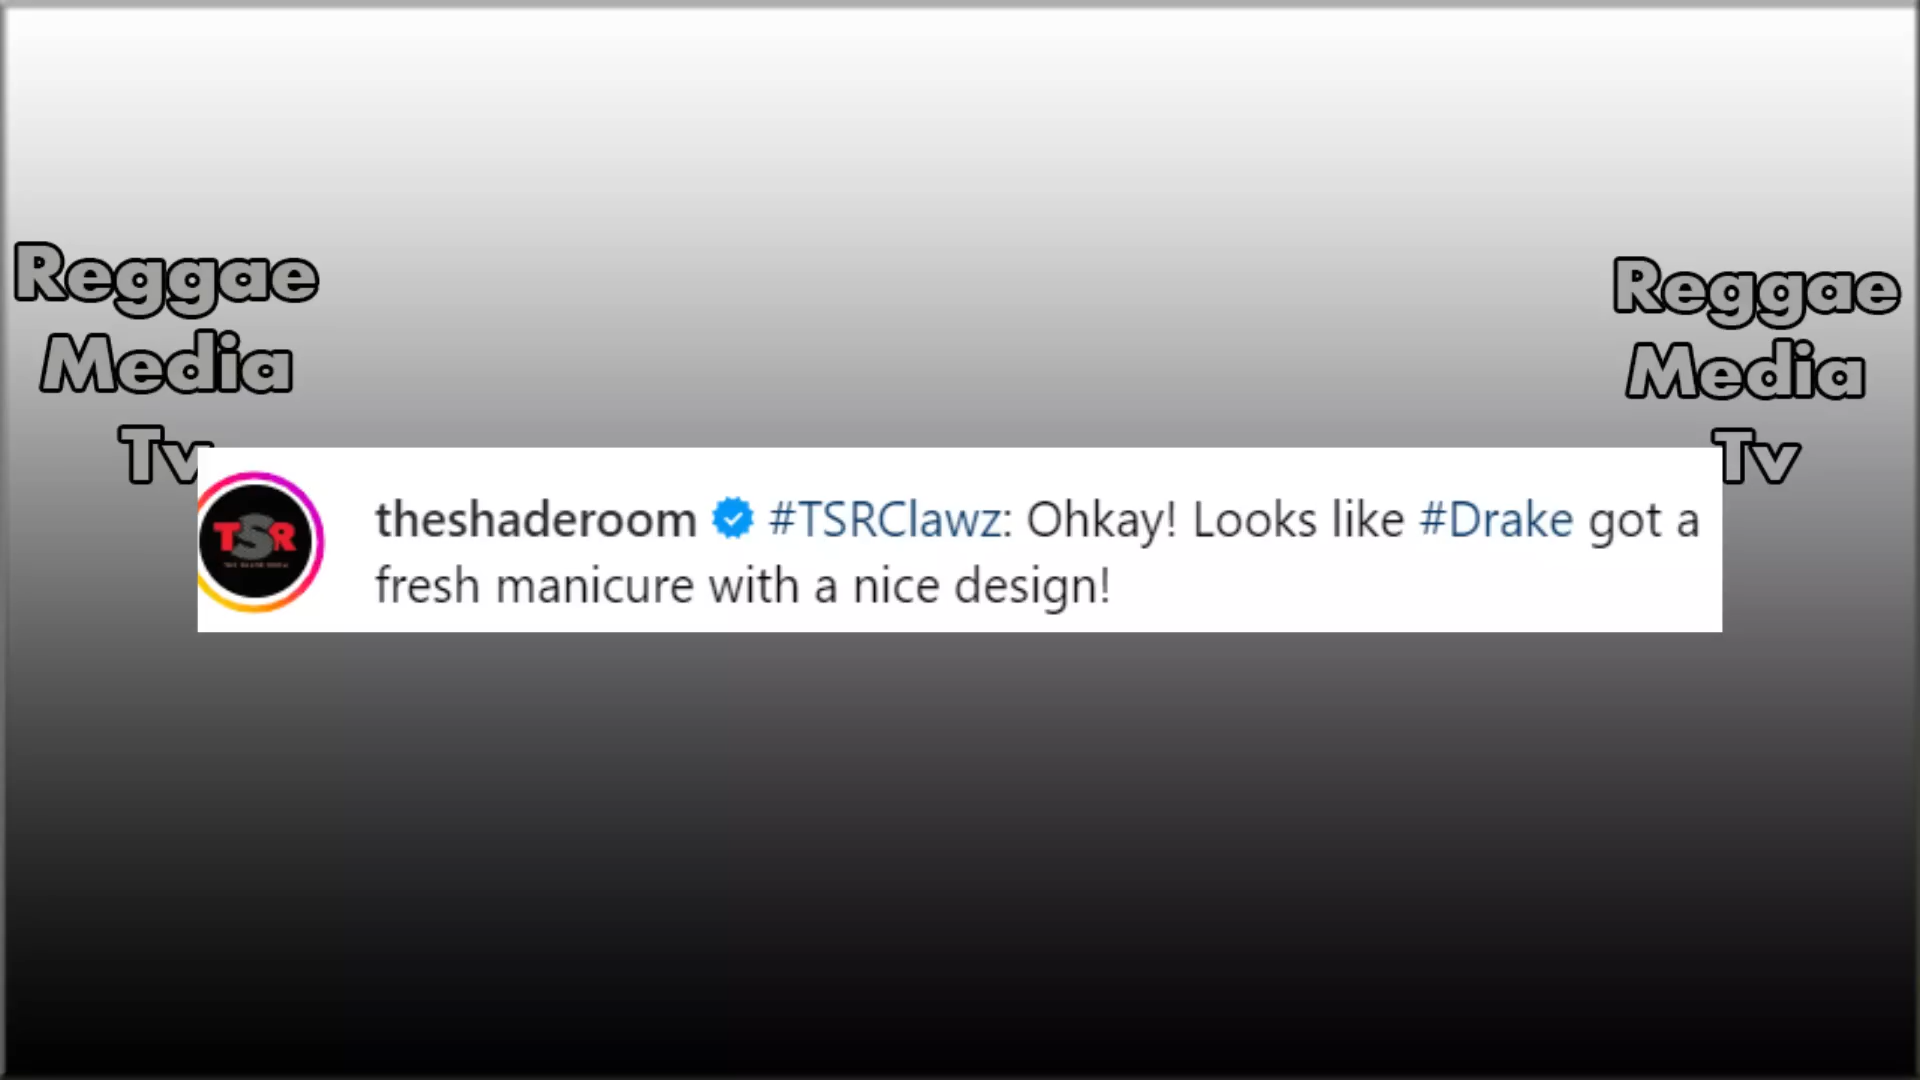 Reggae
Media
Tv
Reggae
Media
Tv
TSR
theshaderoom #TSRClawz: Ohkay! Looks like #Drake got a
fresh manicure with a nice design!